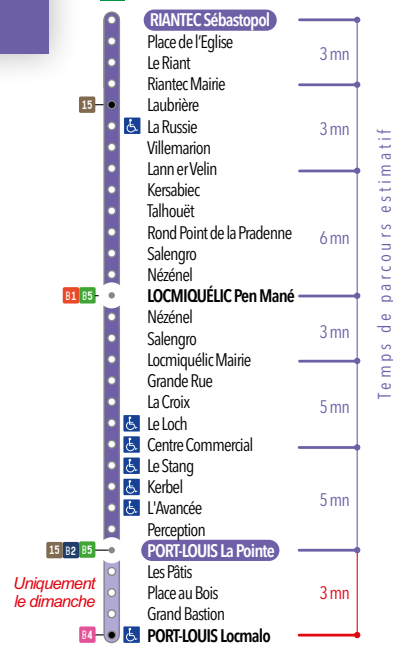 RIANTEC Sébastopol
Place de l'Eglise
3 mn
Le Riant
Riantec Mairie
15
Laubrière
La Russie
3 mn
Villemarion
Lann er Velin
Kersabiec
Talhouët
Rond Point de la Pradenne
6 mn
Salengro
Nézénel
B1 B5
LOCMIQUÉLIC Pen Mané
Nézénel
Salengro
3 mn
Locmiquélic Mairie
Grande Rue
La Croix
5 mn
Le Loch
Centre Commercial
Le Stang
Kerbel
L'Avancée
5 mn
Perception
15 B2 B5
PORT-LOUIS La Pointe
Les Pâtis
Uniquement
le dimanche
Place au Bois
3 mn
Grand Bastion
B4
PORT-LOUIS Locmalo
Temps de parcours estimatif